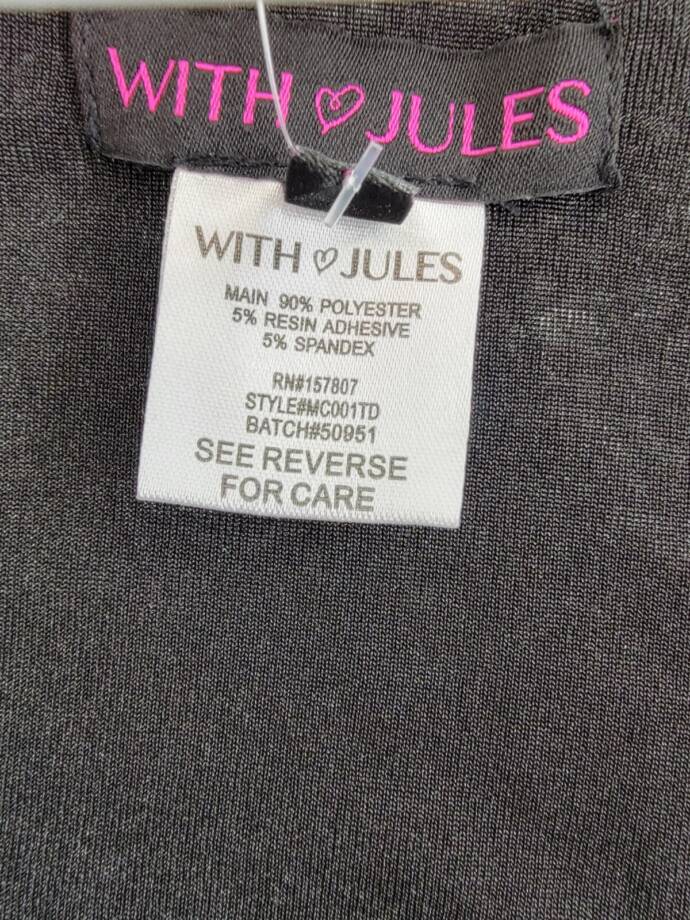 WITH ♡ JULES
WITH ♡ JULES
MAIN 90% POLYESTER
5% RESIN ADHESIVE
5% SPANDEX
RN#157807
STYLE#MC001TD
BATCH#50951
SEE REVERSE
FOR CARE